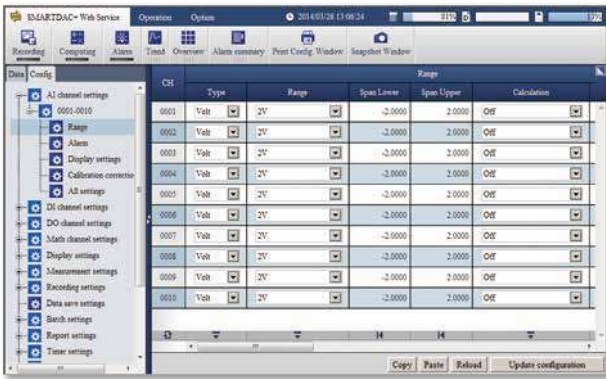 SMARTDAC+ Web Service Operation Option 2014/03/26 13:06:24 81%
Recording Computing Alarm Trend Overview Alarm summary Print Config. Window Snapshot Window
Data Config.
AI channel settings
0001-0010
Range
Alarm
Display settings
Calibration correction
All settings
DI channel settings
DO channel settings
Math channel settings
Display settings
Measurement settings
Recording settings
Data save settings
Batch settings
Report settings
Timer settings
CH Range
Type Range Span Lower Span Upper Calculation
0001 Volt 2V -2.0000 2.0000 Off
0002 Volt 2V -2.0000 2.0000 Off
0003 Volt 2V -2.0000 2.0000 Off
0004 Volt 2V -2.0000 2.0000 Off
0005 Volt 2V -2.0000 2.0000 Off
0006 Volt 2V -2.0000 2.0000 Off
0007 Volt 2V -2.0000 2.0000 Off
0008 Volt 2V -2.0000 2.0000 Off
0009 Volt 2V -2.0000 2.0000 Off
0010 Volt 2V -2.0000 2.0000 Off
Copy Paste Reload Update configuration